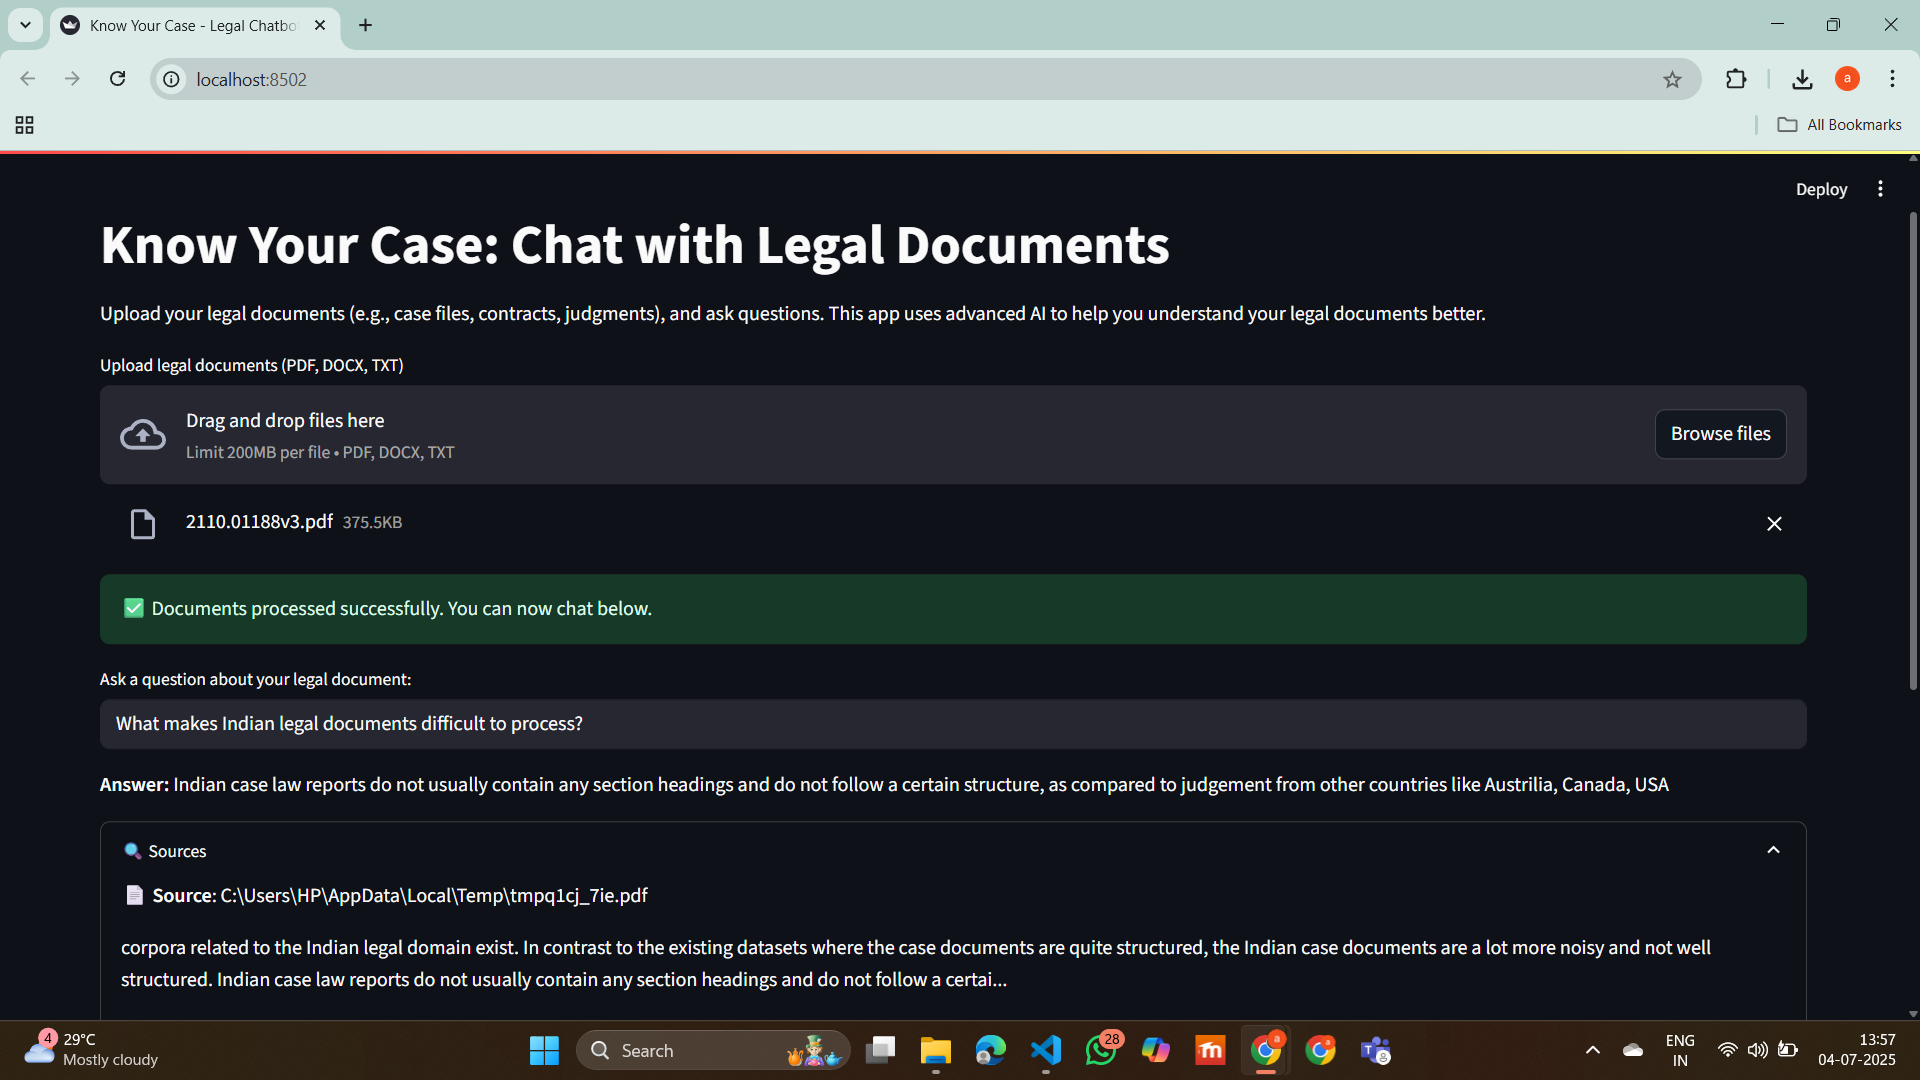 Know Your Case - Legal Chatbo
localhost:8502
All Bookmarks
Deploy
Know Your Case: Chat with Legal Documents
Upload your legal documents (e.g., case files, contracts, judgments), and ask questions. This app uses advanced AI to help you understand your legal documents better.
Upload legal documents (PDF, DOCX, TXT)
Drag and drop files here
Limit 200MB per file • PDF, DOCX, TXT
Browse files
2110.01188v3.pdf 375.5KB
✅ Documents processed successfully. You can now chat below.
Ask a question about your legal document:
What makes Indian legal documents difficult to process?
Answer: Indian case law reports do not usually contain any section headings and do not follow a certain structure, as compared to judgement from other countries like Austrilia, Canada, USA
🔍 Sources
📄 Source: C:\Users\HP\AppData\Local\Temp\tmpq1cj_7ie.pdf
corpora related to the Indian legal domain exist. In contrast to the existing datasets where the case documents are quite structured, the Indian case documents are a lot more noisy and not well
structured. Indian case law reports do not usually contain any section headings and do not follow a certai...
4
29°C
Mostly cloudy
Search
28
a
ENG
IN
13:57
04-07-2025